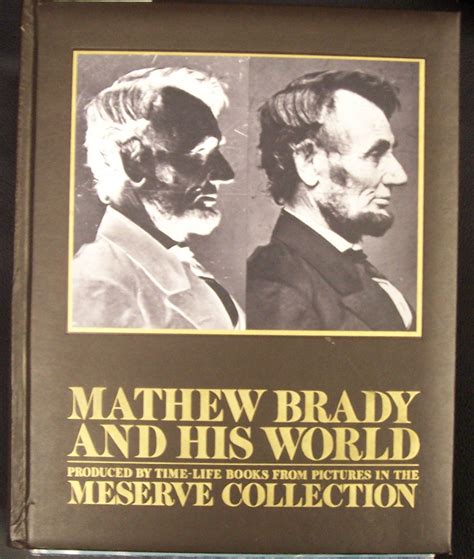 MATHEW BRADY
AND HIS WORLD
PRODUCED BY TIME-LIFE BOOKS FROM PICTURES IN THE
MESERVE COLLECTION